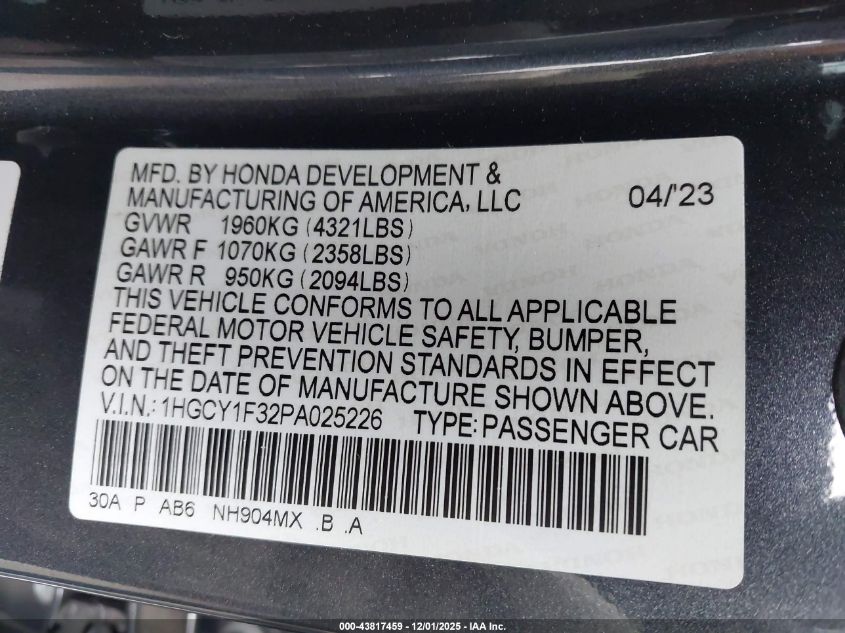 MFD. BY HONDA DEVELOPMENT &
MANUFACTURING OF AMERICA, LLC 04/'23
GVWR 1960KG (4321LBS)
GAWR F 1070KG (2358LBS)
GAWR R 950KG (2094LBS)
THIS VEHICLE CONFORMS TO ALL APPLICABLE
FEDERAL MOTOR VEHICLE SAFETY, BUMPER,
AND THEFT PREVENTION STANDARDS IN EFFECT
ON THE DATE OF MANUFACTURE SHOWN ABOVE.
V.I.N.: 1HGCY1F32PA025226 TYPE: PASSENGER CAR
30A P AB6 NH904MX .B .A
000-43817459 - 12/01/2025 - IAA Inc.